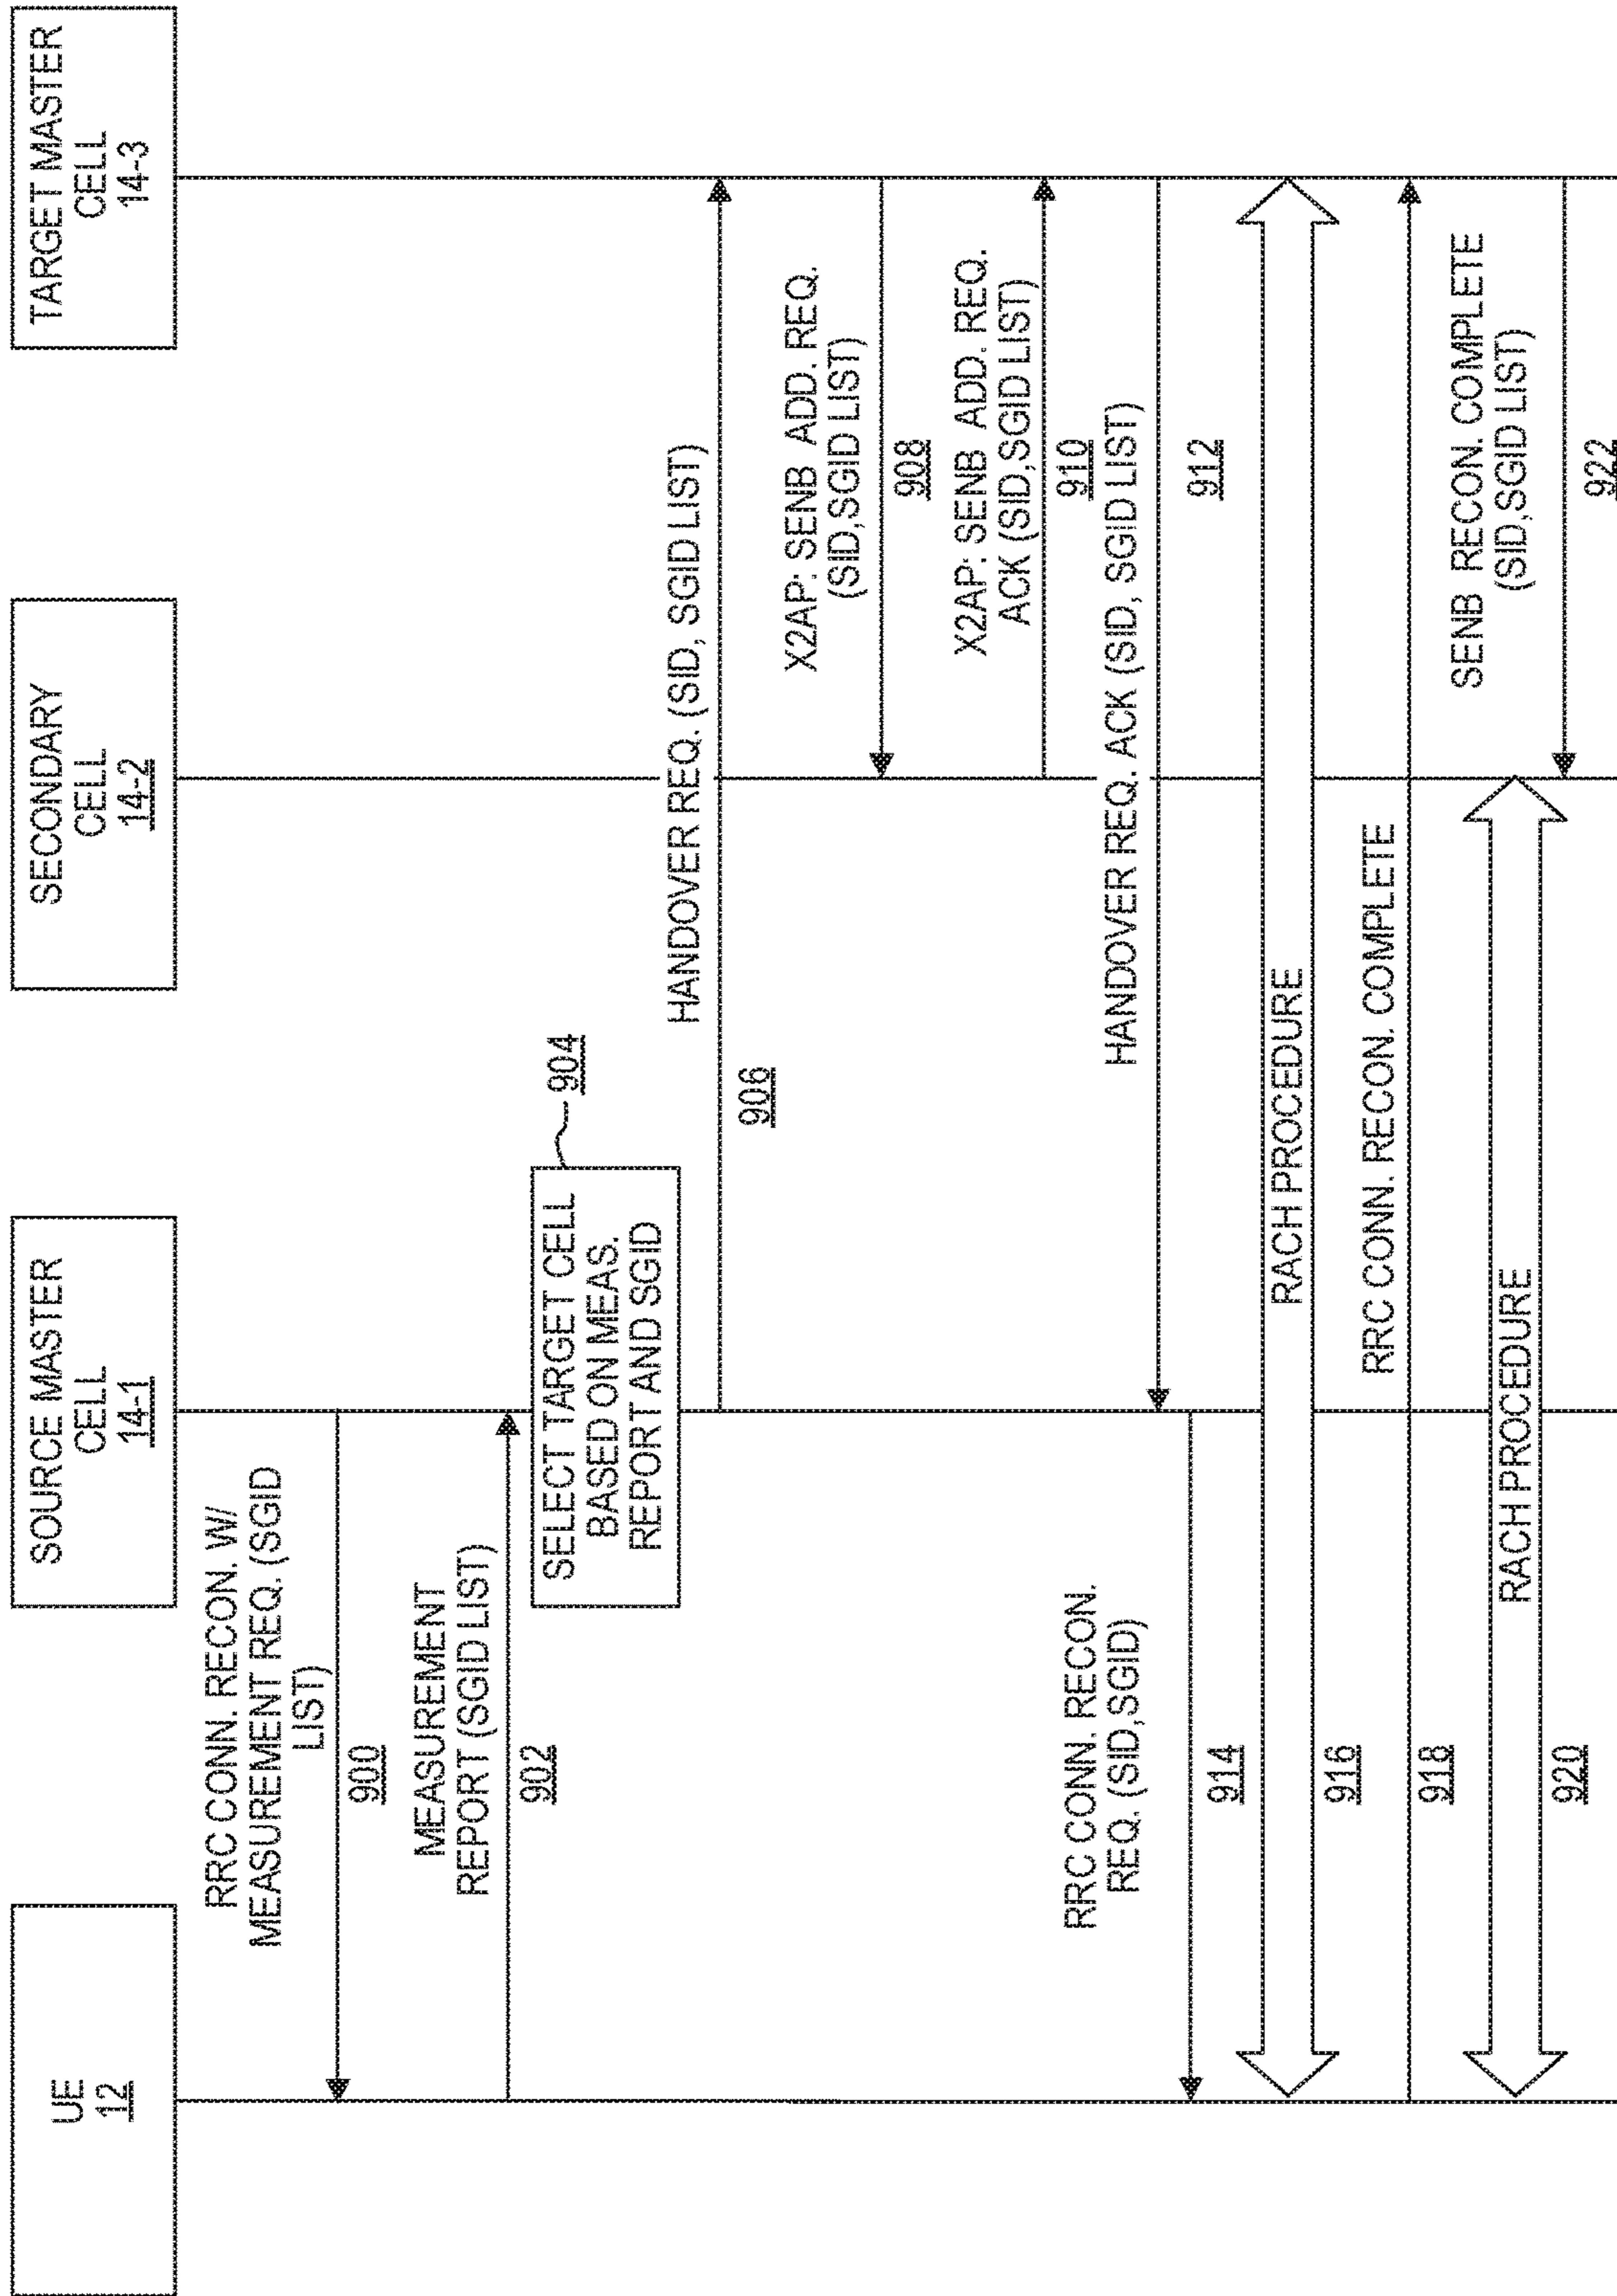 UE
12
SOURCE MASTER
CELL
14-1
SECONDARY
CELL
14-2
TARGET MASTER
CELL
14-3
RRC CONN. RECON. W/
MEASUREMENT REQ. (SGID
LIST)
900
MEASUREMENT
REPORT (SGID LIST)
902
SELECT TARGET CELL
BASED ON MEAS.
REPORT AND SGID
904
HANDOVER REQ. (SID, SGID LIST)
906
X2AP: SENB ADD. REQ.
(SID,SGID LIST)
908
X2AP: SENB ADD. REQ.
ACK (SID,SGID LIST)
910
HANDOVER REQ. ACK (SID, SGID LIST)
912
RRC CONN. RECON.
REQ. (SID,SGID)
914
RACH PROCEDURE
916
RRC CONN. RECON. COMPLETE
918
RACH PROCEDURE
920
SENB RECON. COMPLETE
(SID,SGID LIST)
922